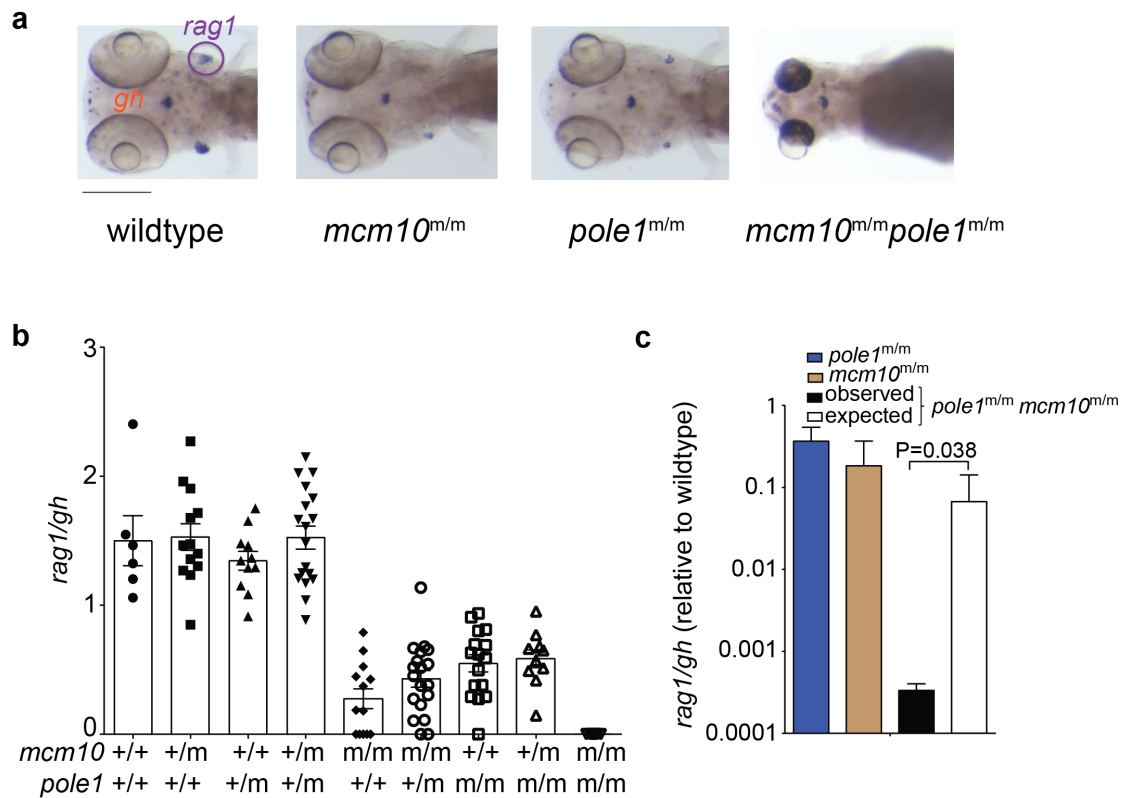 a
rag1
gh
wildtype
mcm10m/m
pole1m/m
mcm10m/mpole1m/m
b
3
2
1
0
rag1/gh
mcm10 +/+ +/m +/+ +/m m/m m/m +/+ +/m m/m
pole1 +/+ +/+ +/m +/m +/+ +/m m/m m/m m/m
c
pole1m/m
mcm10m/m
observed
expected
pole1m/m mcm10m/m
P=0.038
1
0.1
0.01
0.001
0.0001
rag1/gh (relative to wildtype)